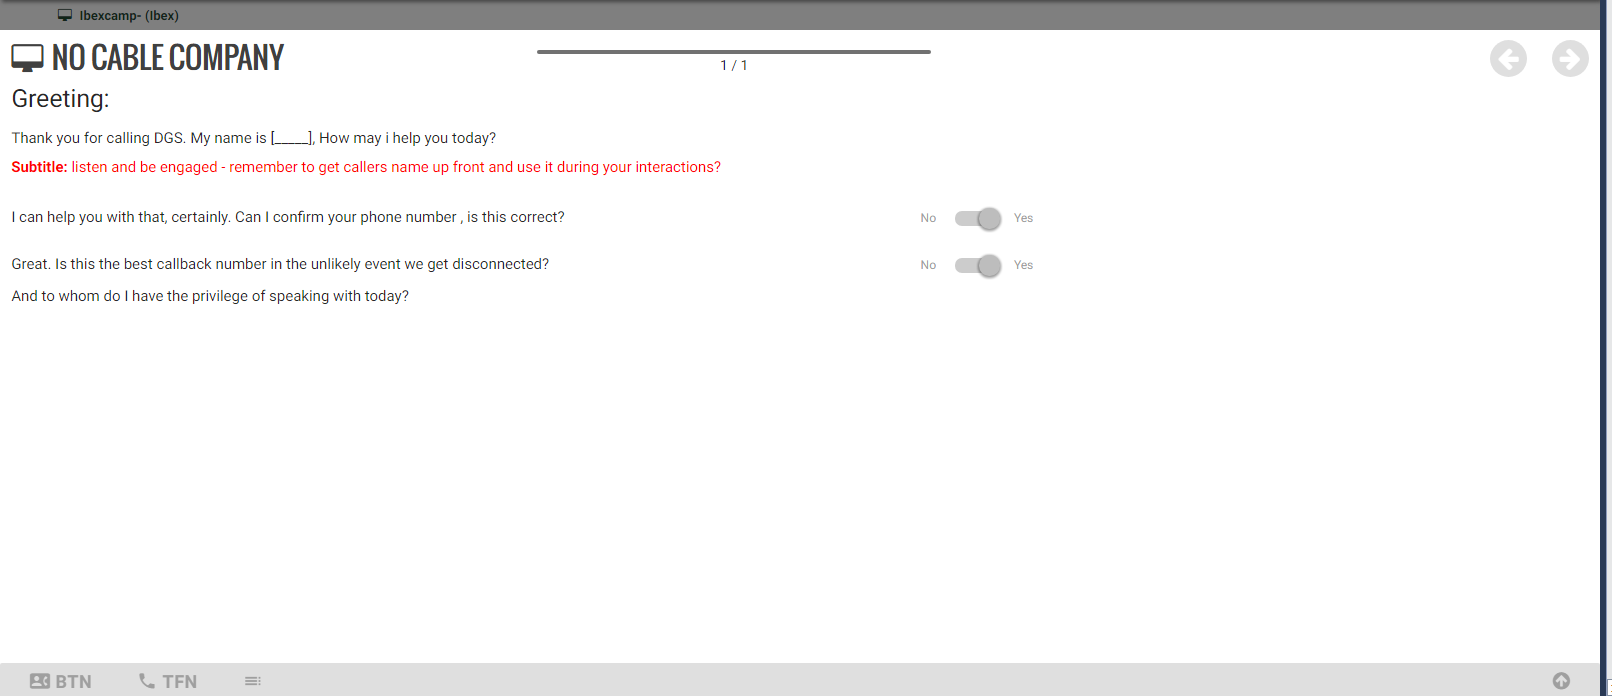 Ibexcamp- (Ibex)
NO CABLE COMPANY
1 / 1
Greeting:
Thank you for calling DGS. My name is [_____], How may i help you today?
Subtitle: listen and be engaged - remember to get callers name up front and use it during your interactions?
I can help you with that, certainly. Can I confirm your phone number , is this correct? No Yes
Great. Is this the best callback number in the unlikely event we get disconnected? No Yes
And to whom do I have the privilege of speaking with today?
BTN TFN